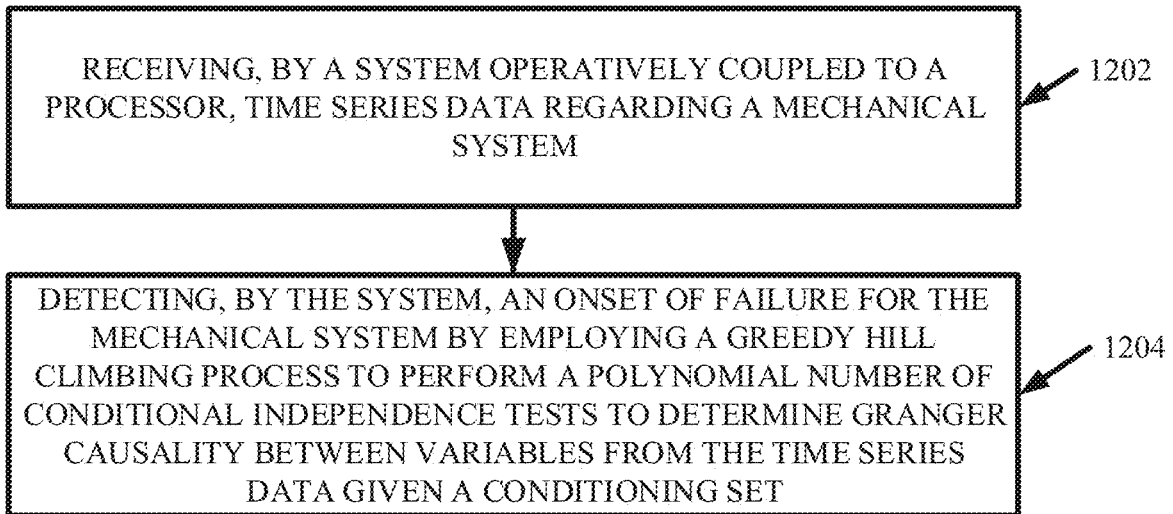 RECEIVING, BY A SYSTEM OPERATIVELY COUPLED TO A
PROCESSOR, TIME SERIES DATA REGARDING A MECHANICAL
SYSTEM
1202
DETECTING, BY THE SYSTEM, AN ONSET OF FAILURE FOR THE
MECHANICAL SYSTEM BY EMPLOYING A GREEDY HILL
CLIMBING PROCESS TO PERFORM A POLYNOMIAL NUMBER OF
CONDITIONAL INDEPENDENCE TESTS TO DETERMINE GRANGER
CAUSALITY BETWEEN VARIABLES FROM THE TIME SERIES
DATA GIVEN A CONDITIONING SET
1204